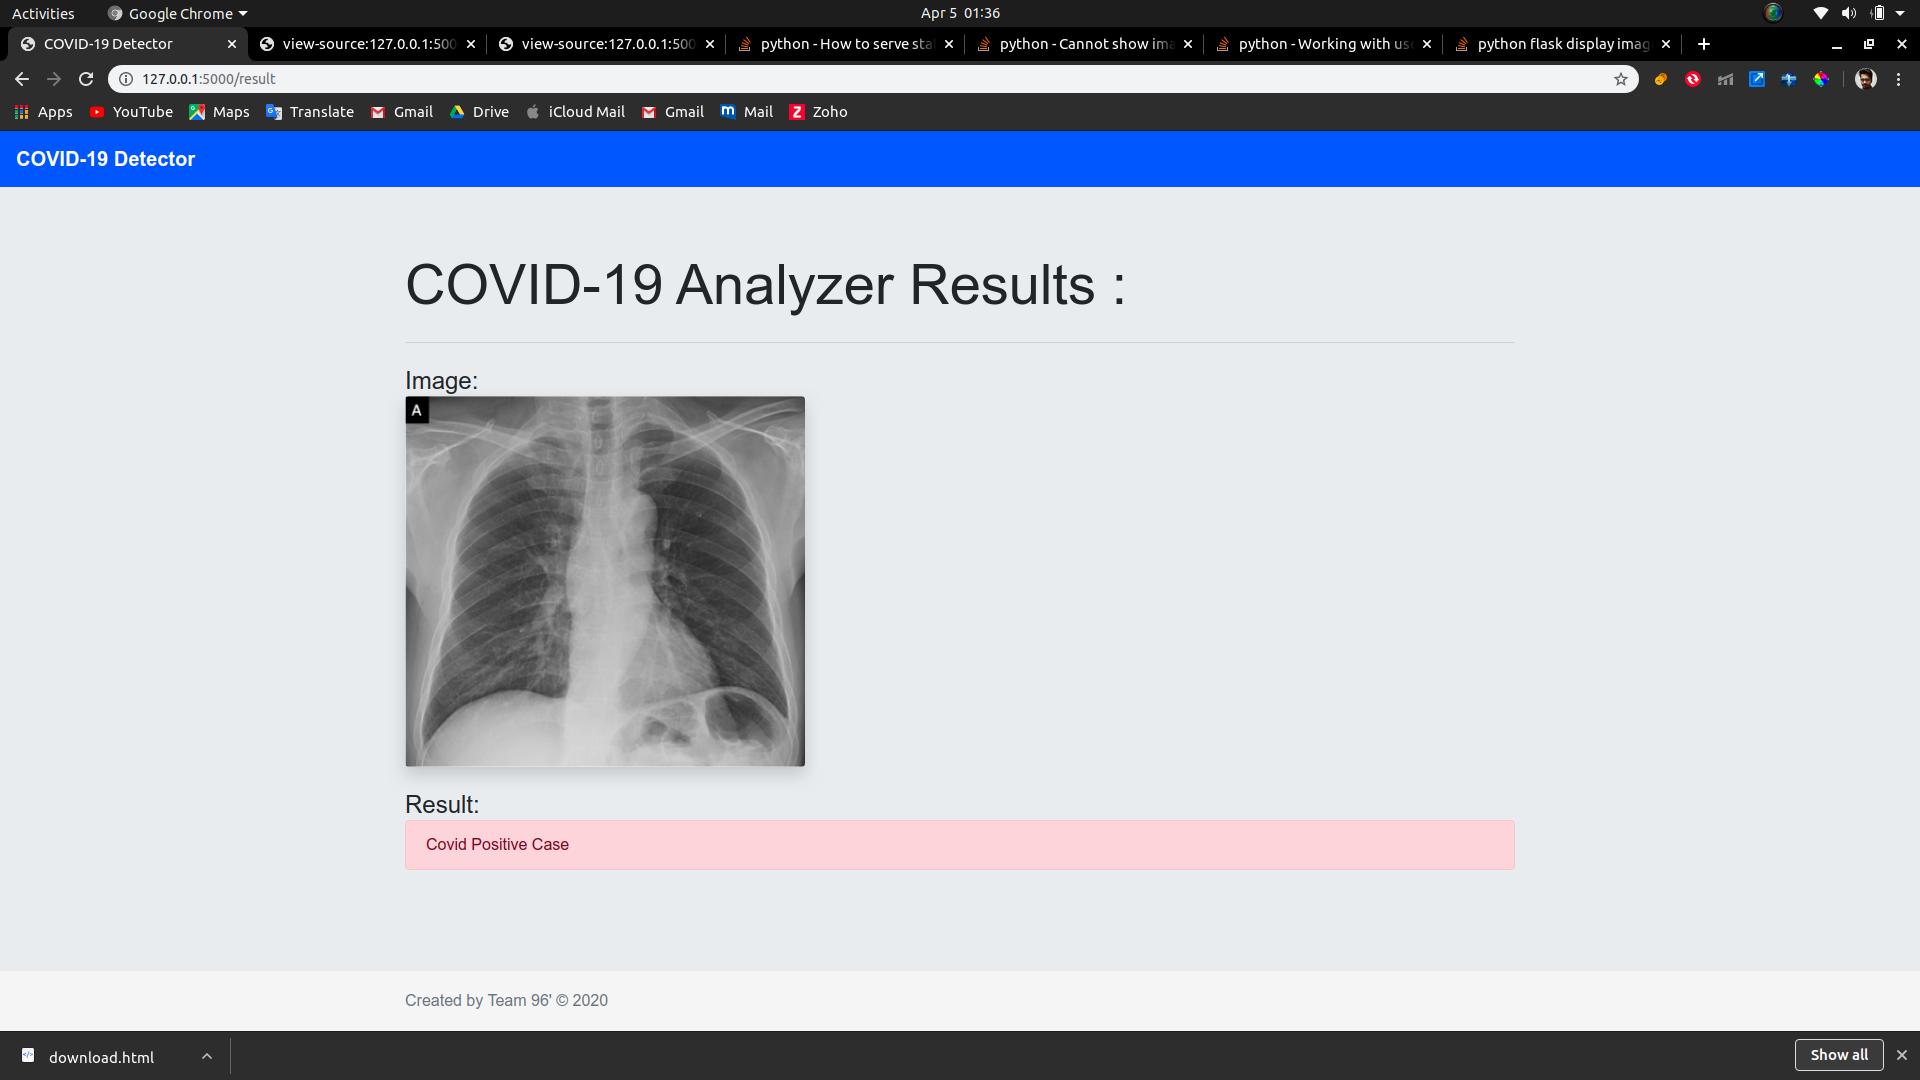 Activities Google Chrome Apr 5 01:36
COVID-19 Detector view-source:127.0.0.1:500 view-source:127.0.0.1:500 python - How to serve sta python - Cannot show ima python - Working with us python flask display imag
127.0.0.1:5000/result
Apps YouTube Maps Translate Gmail Drive iCloud Mail Gmail Mail Zoho
COVID-19 Detector
COVID-19 Analyzer Results :
Image:
A
Result:
Covid Positive Case
Created by Team 96' © 2020
download.html Show all